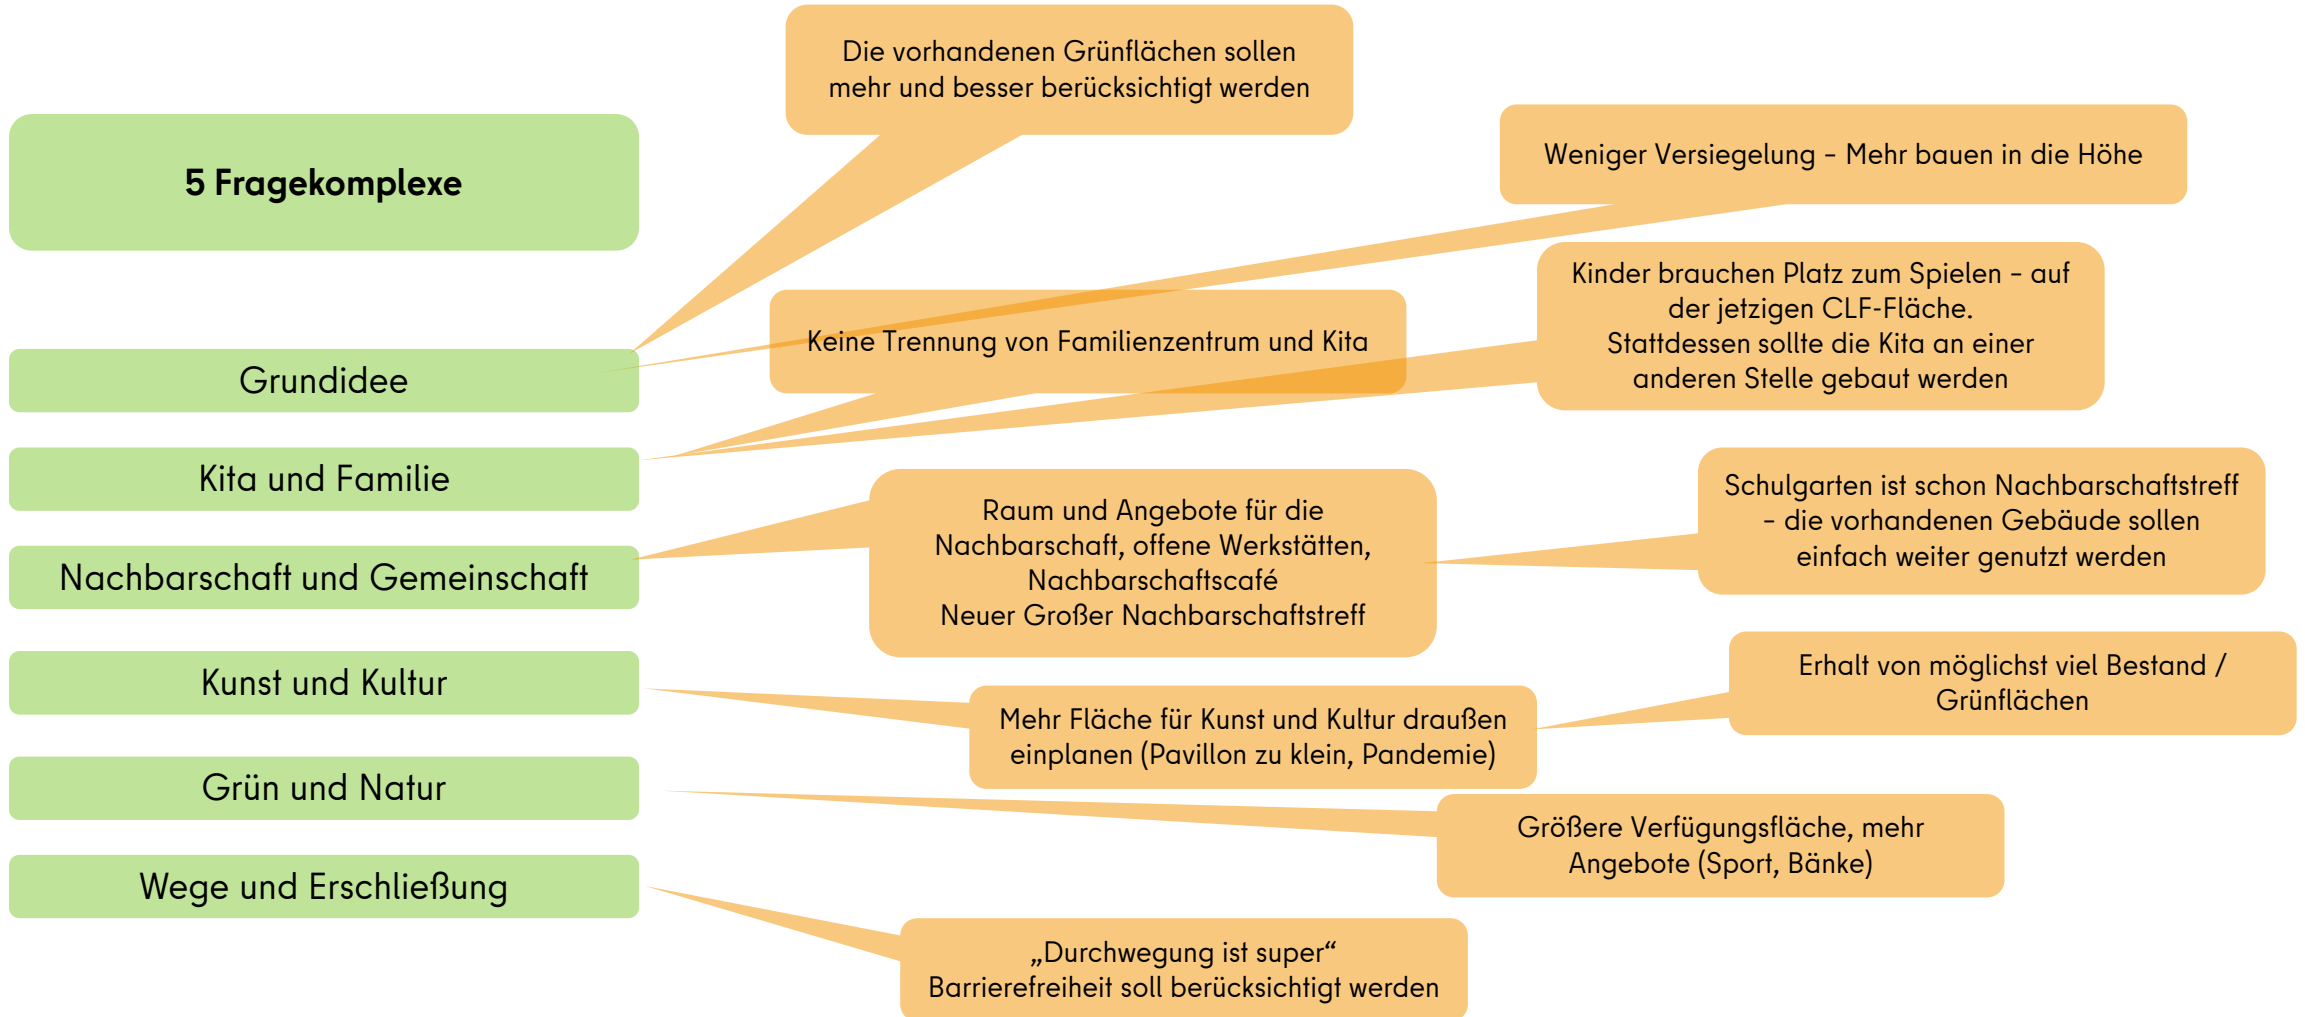 5 Fragekomplexe
Die vorhandenen Grünflächen sollen
mehr und besser berücksichtigt werden
Weniger Versiegelung – Mehr bauen in die Höhe
Grundidee
Keine Trennung von Familienzentrum und Kita
Kinder brauchen Platz zum Spielen – auf
der jetzigen CLF-Fläche.
Stattdessen sollte die Kita an einer
anderen Stelle gebaut werden
Kita und Familie
Nachbarschaft und Gemeinschaft
Raum und Angebote für die
Nachbarschaft, offene Werkstätten,
Nachbarschaftscafé
Neuer Großer Nachbarschaftstreff
Schulgarten ist schon Nachbarschaftstreff
– die vorhandenen Gebäude sollen
einfach weiter genutzt werden
Kunst und Kultur
Mehr Fläche für Kunst und Kultur draußen
einplanen (Pavillon zu klein, Pandemie)
Erhalt von möglichst viel Bestand /
Grünflächen
Grün und Natur
Größere Verfügungsfläche, mehr
Angebote (Sport, Bänke)
Wege und Erschließung
„Durchwegung ist super“
Barrierefreiheit soll berücksichtigt werden